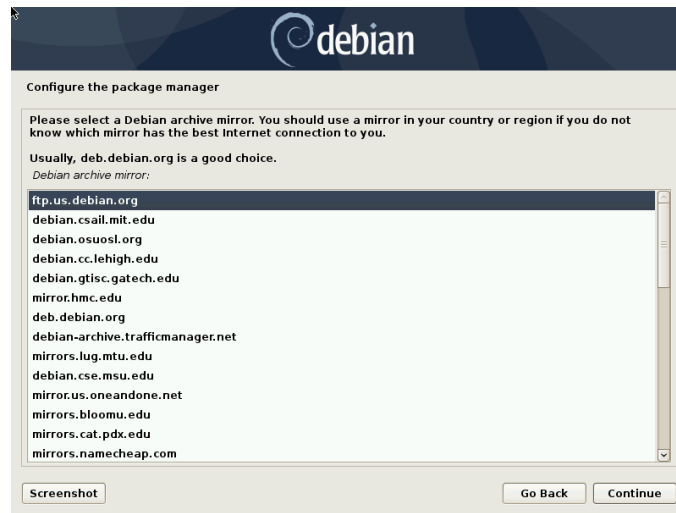 debian
Configure the package manager
Please select a Debian archive mirror. You should use a mirror in your country or region if you do not
know which mirror has the best Internet connection to you.
Usually, deb.debian.org is a good choice.
Debian archive mirror:
ftp.us.debian.org
debian.csail.mit.edu
debian.osuosl.org
debian.cc.lehigh.edu
debian.gtisc.gatech.edu
mirror.hmc.edu
deb.debian.org
debian-archive.trafficmanager.net
mirrors.lug.mtu.edu
debian.cse.msu.edu
mirror.us.oneandone.net
mirrors.bloomu.edu
mirrors.cat.pdx.edu
mirrors.namecheap.com
Screenshot Go Back Continue